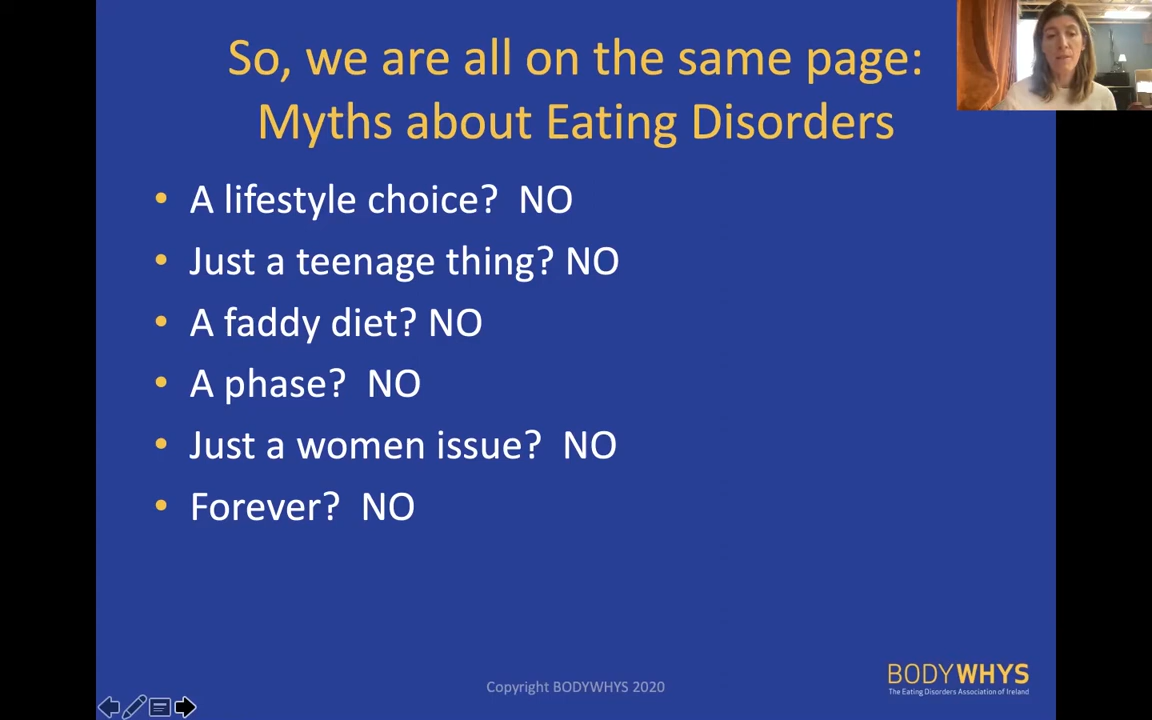 So, we are all on the same page:
Myths about Eating Disorders
• A lifestyle choice?  NO
• Just a teenage thing? NO
• A faddy diet? NO
• A phase?  NO
• Just a women issue?  NO
• Forever?  NO
Copyright BODYWHYS 2020
BODYWHYS
The Eating Disorders Association of Ireland